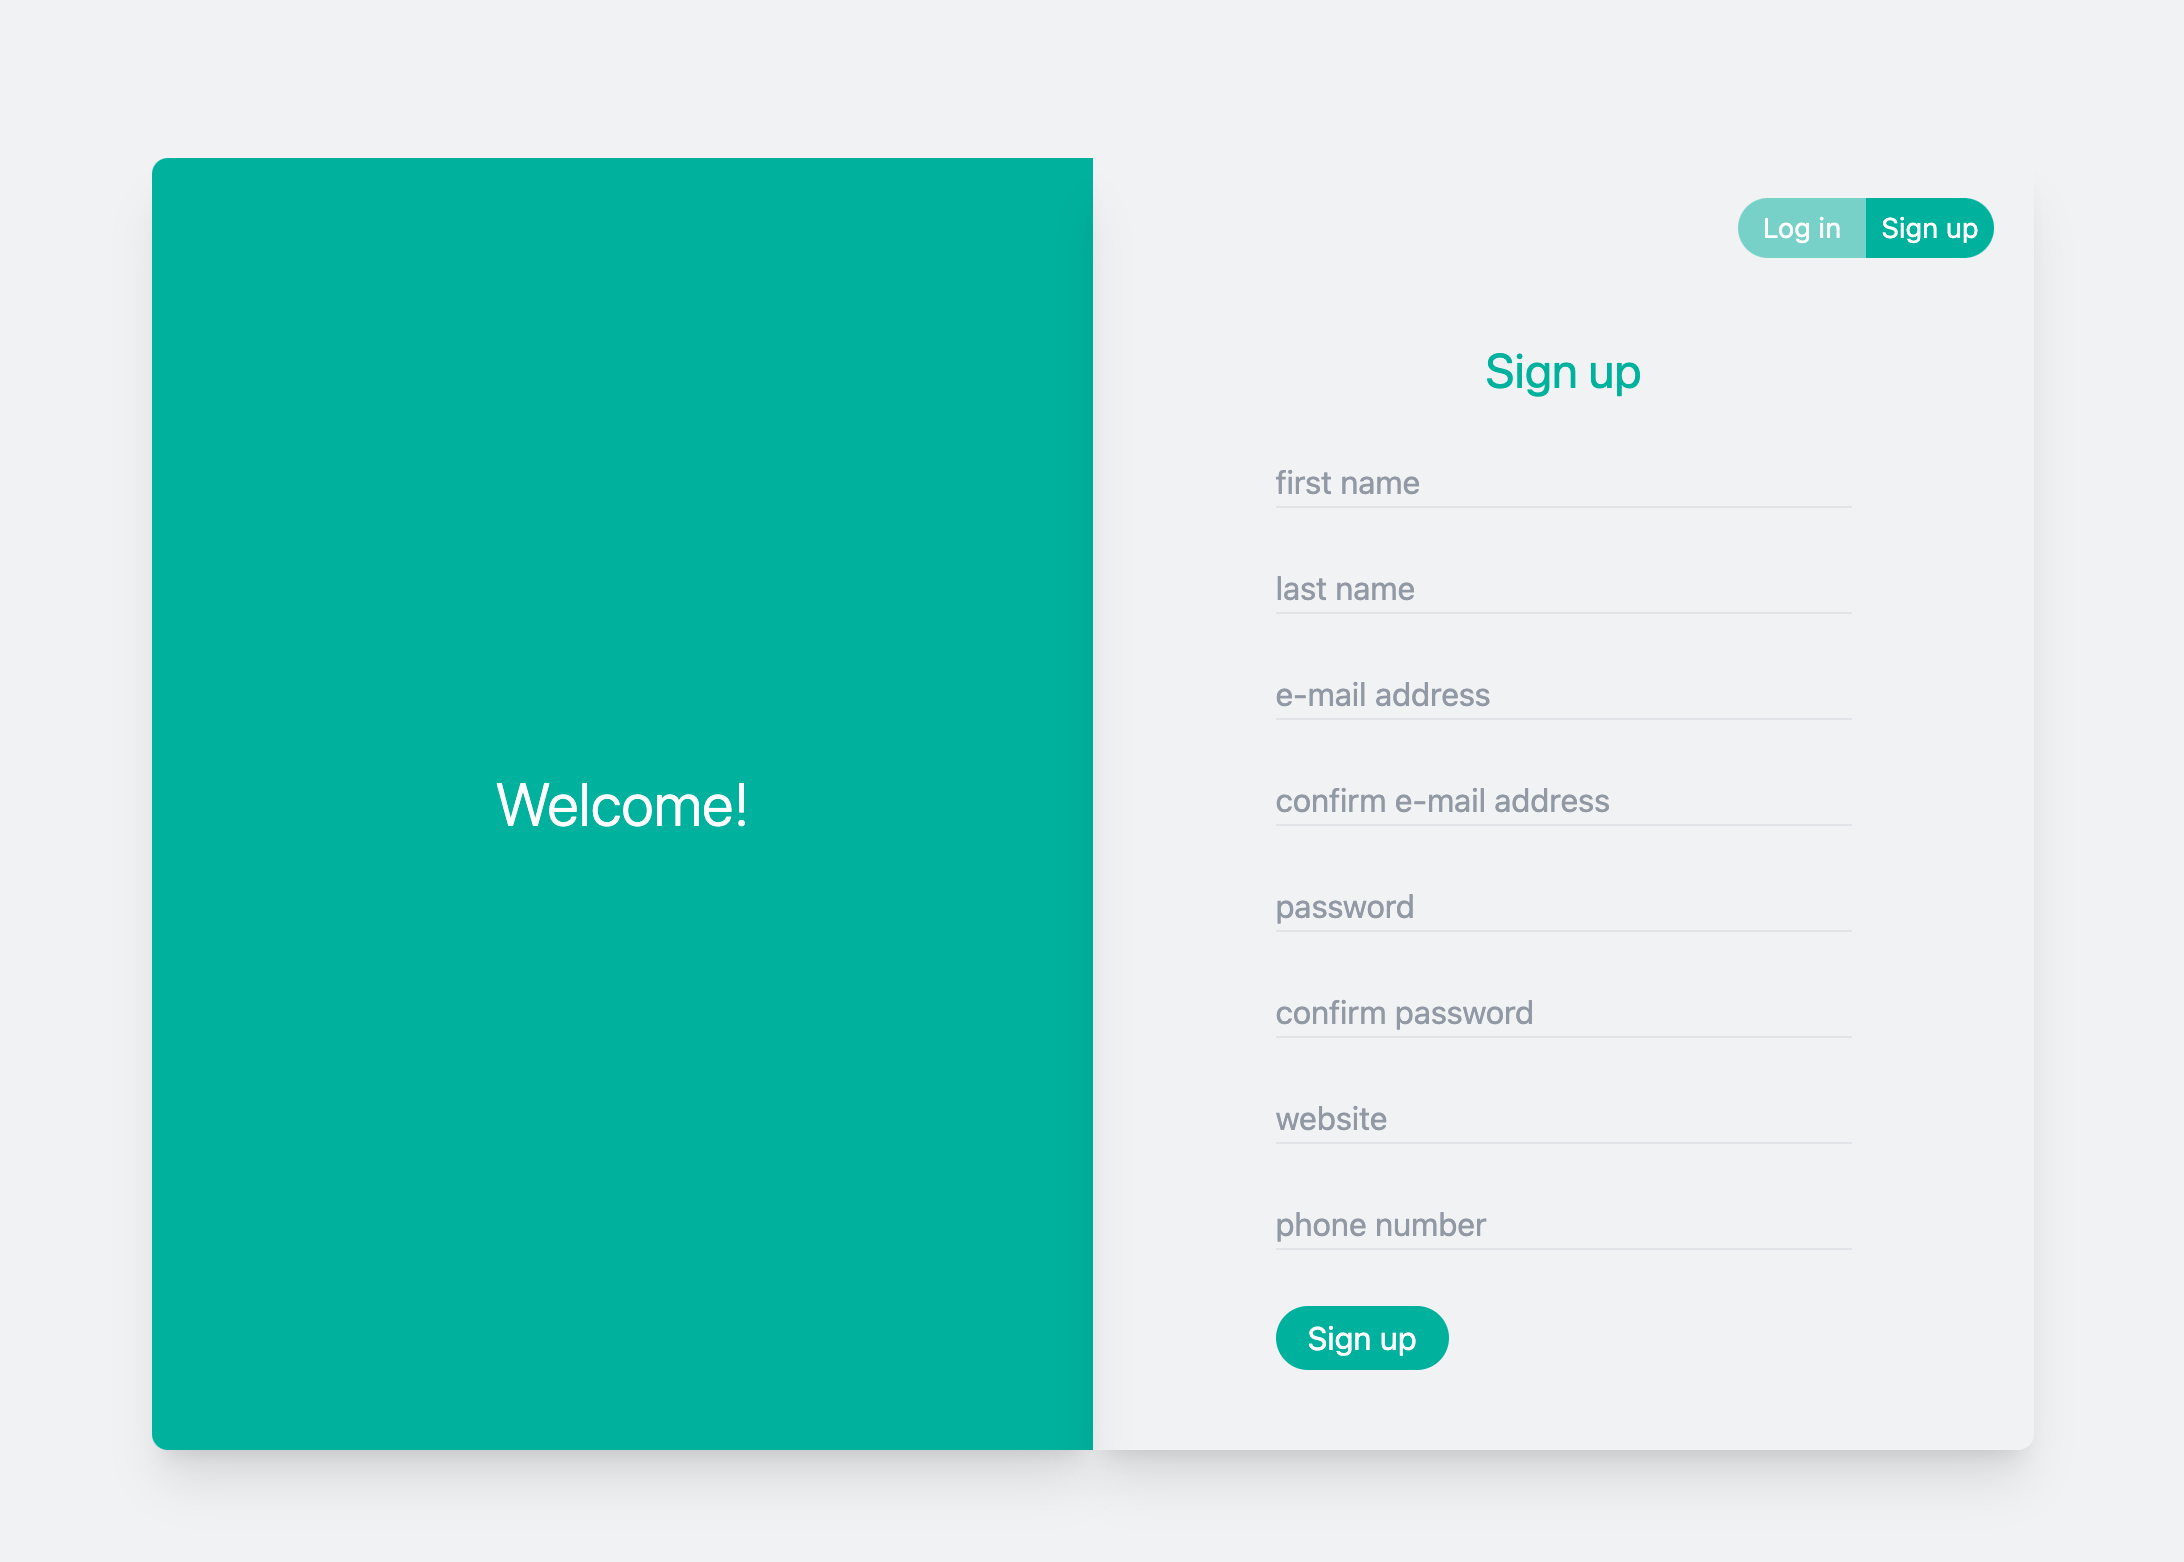 Log in
Sign up
Sign up
first name
last name
e-mail address
confirm e-mail address
Welcome!
password
confirm password
website
phone number
Sign up